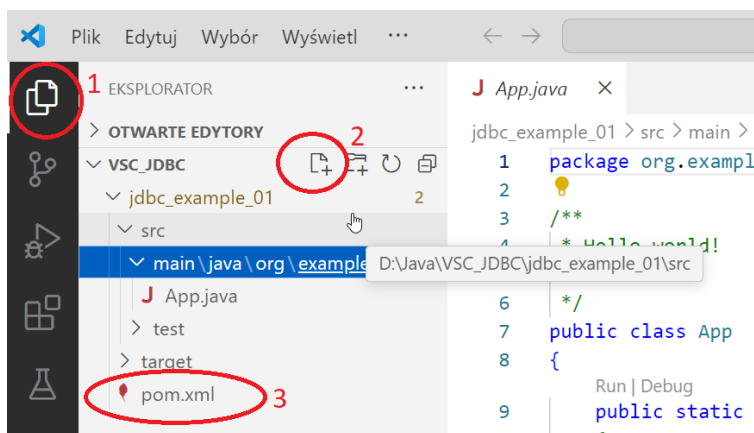 Plik Edytuj Wybór Wyświetl ...
1 EKSPLORATOR ...
J App.java ×
> OTWARTE EDYTORY
2
jdbc_example_01 > src > main >
VSC_JDBC
jdbc_example_01 2
src
main\java\org\example
D:\Java\VSC_JDBC\jdbc_example_01\src
J App.java
> test
> target
pom.xml 3
1 package org.exampl
2
3 /**
4 * Hello world!
6 */
7 public class App
8 {
Run | Debug
9 public static